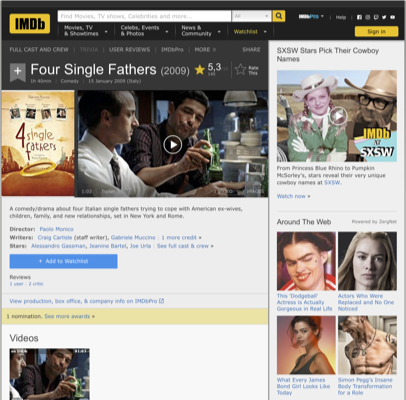 IMDb
Find Movies, TV shows, Celebrities and more...
All
IMDbPro
Help
Movies, TV & Showtimes
Celebs, Events & Photos
News & Community
Watchlist
Sign in
FULL CAST AND CREW | TRIVIA | USER REVIEWS | IMDbPro | MORE
SHARE
Four Single Fathers (2009)
5,3
Rate This
1h 40min | Comedy | 13 January 2009 (Italy)
4 single fathers
1:03
A comedy/drama about four Italian single fathers trying to cope with American ex-wives,
children, family, and new relationships, set in New York and Rome.
Director: Paolo Monico
Writers: Craig Carlisle (staff writer), Gabriele Muccino | 1 more credit »
Stars: Alessandro Gassman, Jeanine Bartel, Joe Urla | See full cast & crew »
+ Add to Watchlist
Reviews
1 user | 2 critic
View production, box office, & company info on IMDbPro
1 nomination. See more awards »
Videos
SXSW Stars Pick Their Cowboy
Names
IMDb
AT
SXSW
From Princess Blue Rhino to Pumpkin
McSorley's, stars reveal their very unique
cowboy names at SXSW.
Watch now »
Around The Web
Powered by ZergNet
This 'Dodgeball'
Actress is Actually
Gorgeous in Real Life
Actors Who Were
Replaced and No One
Noticed
What Every James
Bond Girl Looks Like
Today
Simon Pegg's Insane
Body Transformation
for a Role